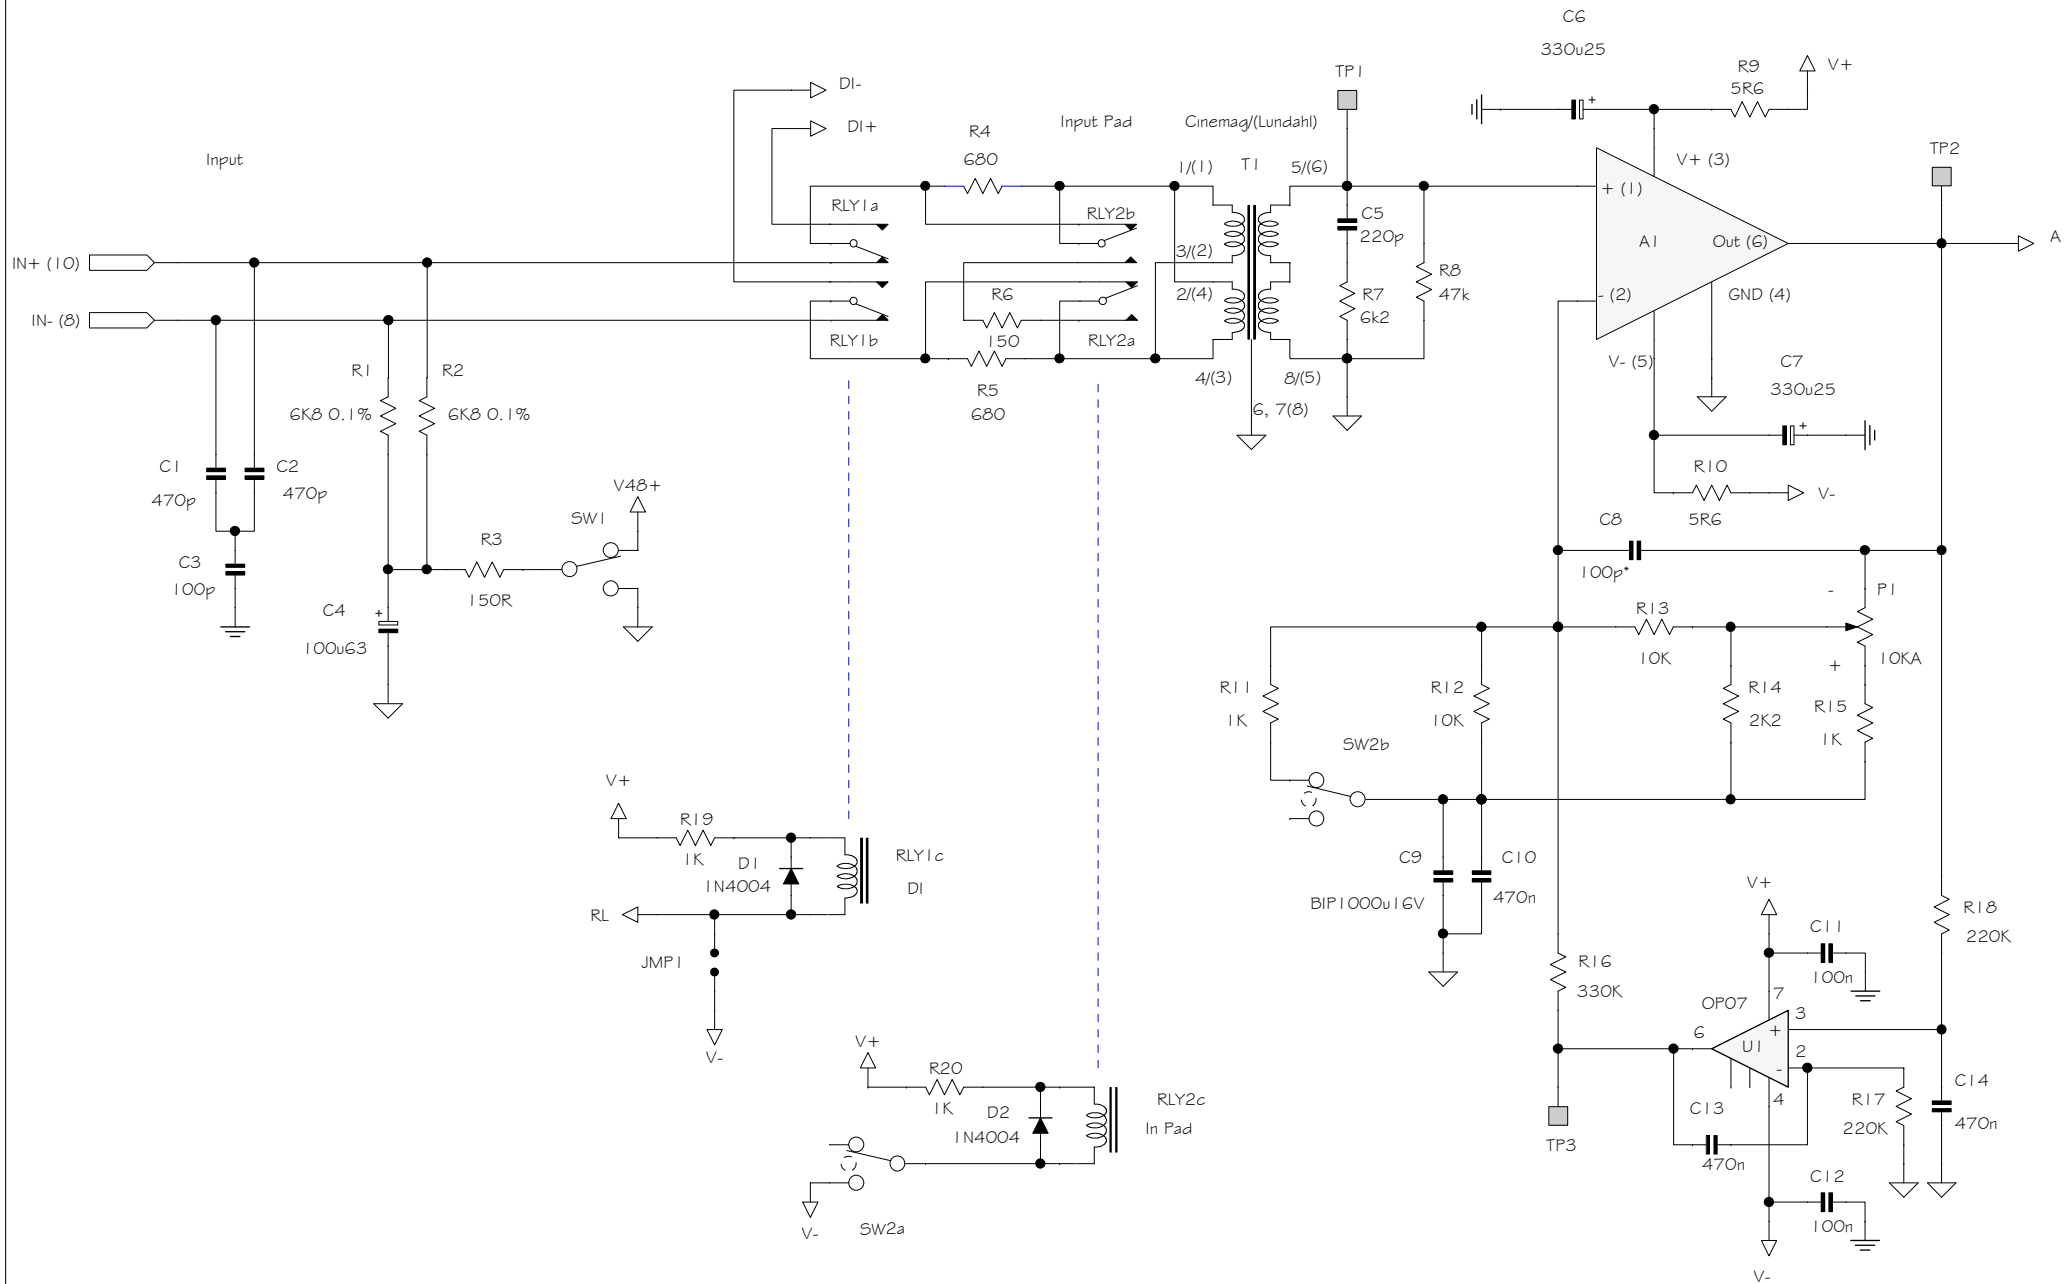 C6
330u25
R9
5R6
V+
TP1
DI-
DI+
Input Pad
Cinemag/(Lundahl)
R4
680
Input
1/(1)
T1
5/(6)
V+ (3)
TP2
RLY1a
RLY2b
C5
220p
+ (1)
A1
Out (6)
A
IN+ (10)
3/(2)
2/(4)
R8
47k
R6
150
R7
6k2
- (2)
GND (4)
IN- (8)
RLY1b
RLY2a
R5
680
4/(3)
8/(5)
6, 7(8)
V- (5)
C7
330u25
R1
6K8 0.1%
R2
6K8 0.1%
C1
470p
C2
470p
R10
5R6
V-
V48+
SW1
R3
150R
C3
100p
C4
100u63
C8
100p*
P1
-
+
10KA
R13
10K
R11
1K
R12
10K
R14
2K2
R15
1K
SW2b
V+
R19
1K
D1
1N4004
RLY1c
DI
RL
JMP1
V-
C9
BIP1000u16V
C10
470n
V+
R18
220K
C11
100n
R16
330K
OP07
7
3
6
+
U1
2
-
4
V+
R20
1K
D2
1N4004
RLY2c
In Pad
C13
470n
R17
220K
C14
470n
TP3
C12
100n
V-
SW2a
V-